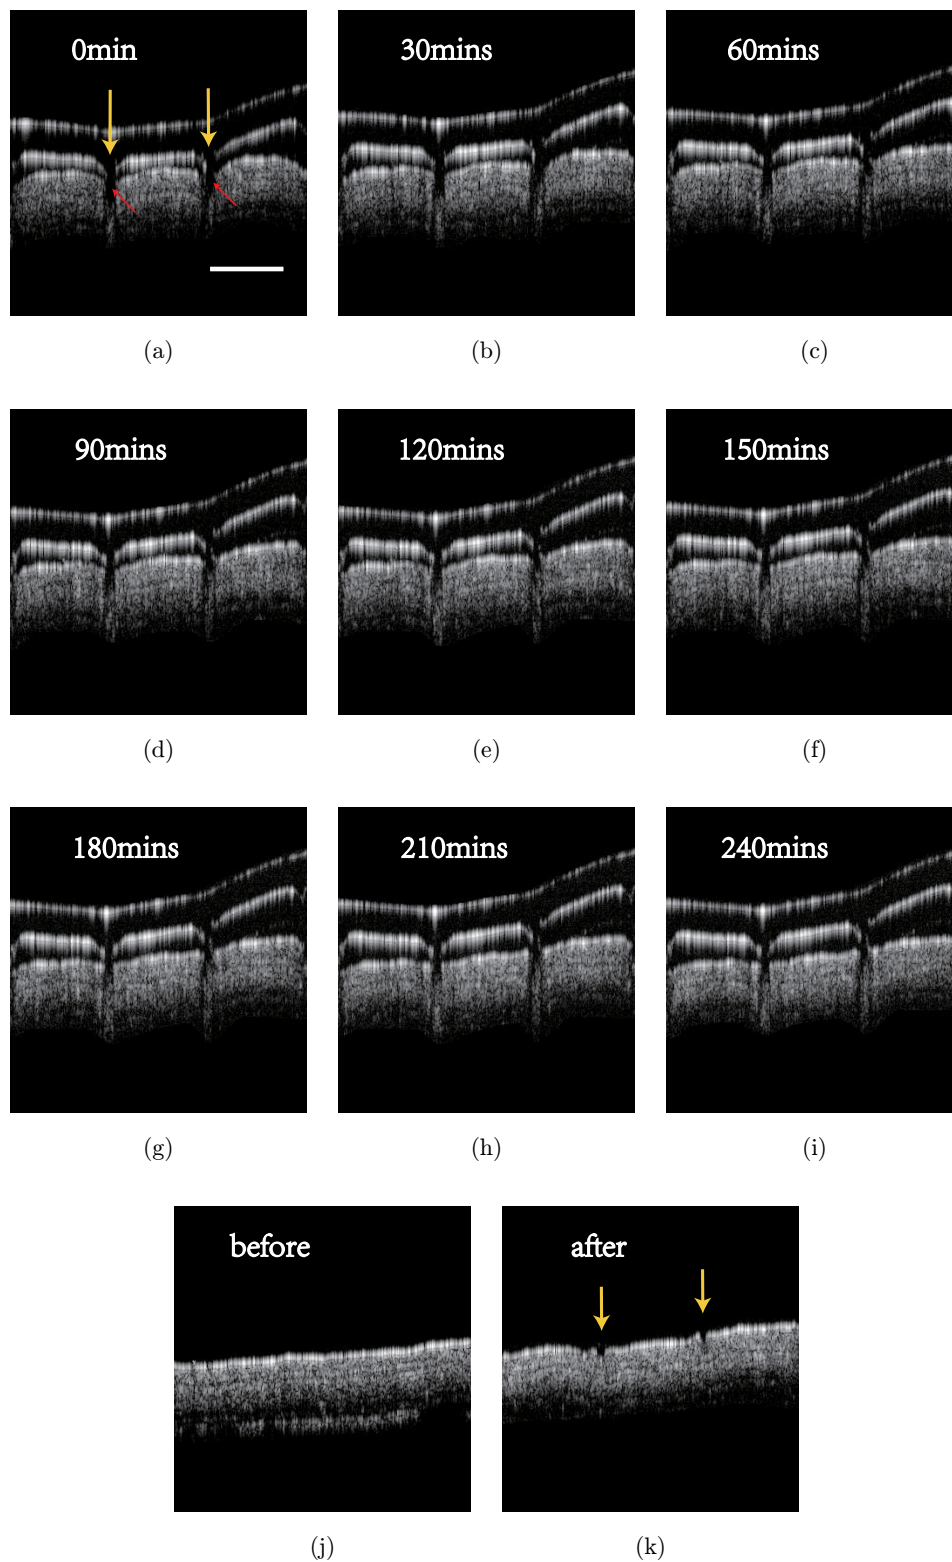 0min
30mins
60mins
(a)
(b)
(c)
90mins
120mins
150mins
(d)
(e)
(f)
180mins
210mins
240mins
(g)
(h)
(i)
before
after
(j)
(k)